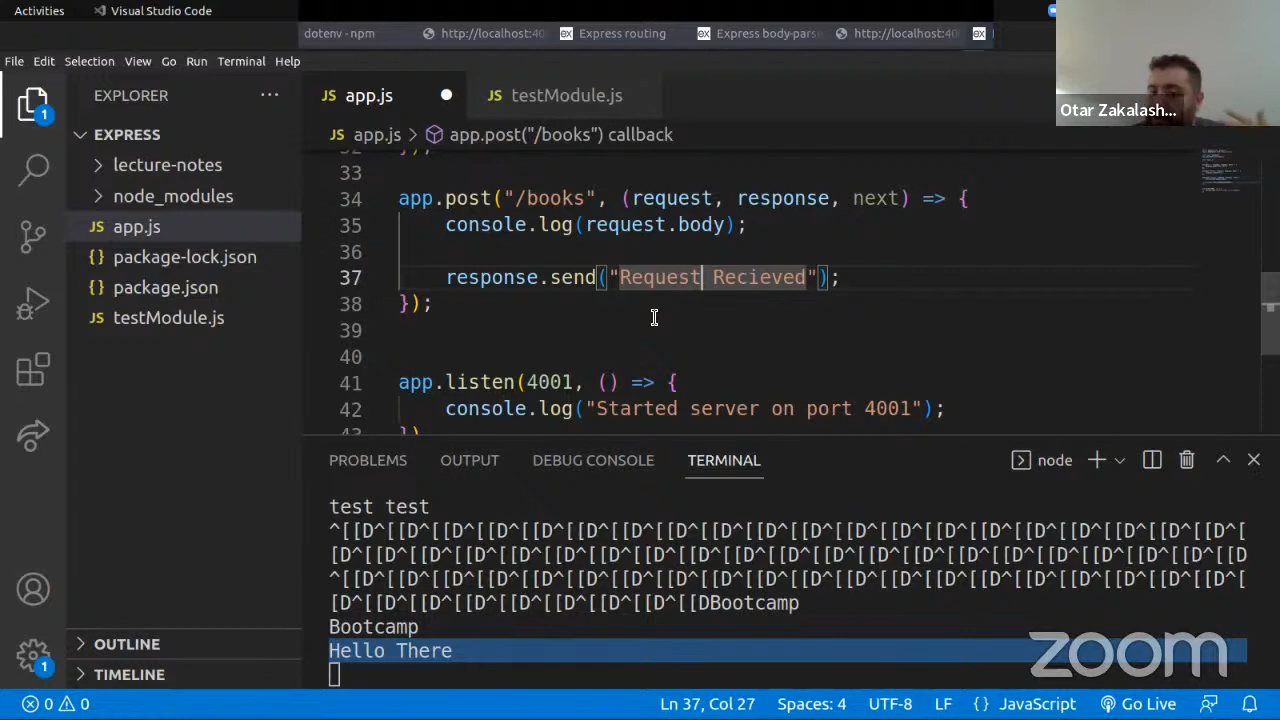 Activities
Visual Studio Code
dotenv - npm
http://localhost:40
Express routing
Express body-pars
http://localhost:40
File Edit Selection View Go Run Terminal Help
Otar Zakalash...
EXPLORER
EXPRESS
lecture-notes
node_modules
JS app.js
{} package-lock.json
{} package.json
JS testModule.js
OUTLINE
TIMELINE
JS app.js
JS testModule.js
JS app.js > app.post("/books") callback
32 });
33
34 app.post("/books", (request, response, next) => {
35 console.log(request.body);
36
37 response.send("Request Recieved");
38 });
39
40
41 app.listen(4001, () => {
42 console.log("Started server on port 4001");
43 })
PROBLEMS OUTPUT DEBUG CONSOLE TERMINAL
node
test test
^[[D^[[D^[[D^[[D^[[D^[[D^[[D^[[D^[[D^[[D^[[D^[[D^[[D^[[D^[[D^[[D^[[D^[[D^[[D^[[D^[
[D^[[D^[[D^[[D^[[D^[[D^[[D^[[D^[[D^[[D^[[D^[[D^[[D^[[D^[[D^[[D^[[D^[[D^[[D^[[D^[[D
^[[D^[[D^[[D^[[D^[[D^[[D^[[D^[[D^[[D^[[D^[[D^[[D^[[D^[[D^[[D^[[D^[[D^[[D^[[D^[[D^[
[D^[[D^[[D^[[D^[[D^[[D^[[D^[[D^[[DBootcamp
Bootcamp
Hello There
zoom
1
1
0 0
Ln 37, Col 27
Spaces: 4
UTF-8
LF
{} JavaScript
Go Live